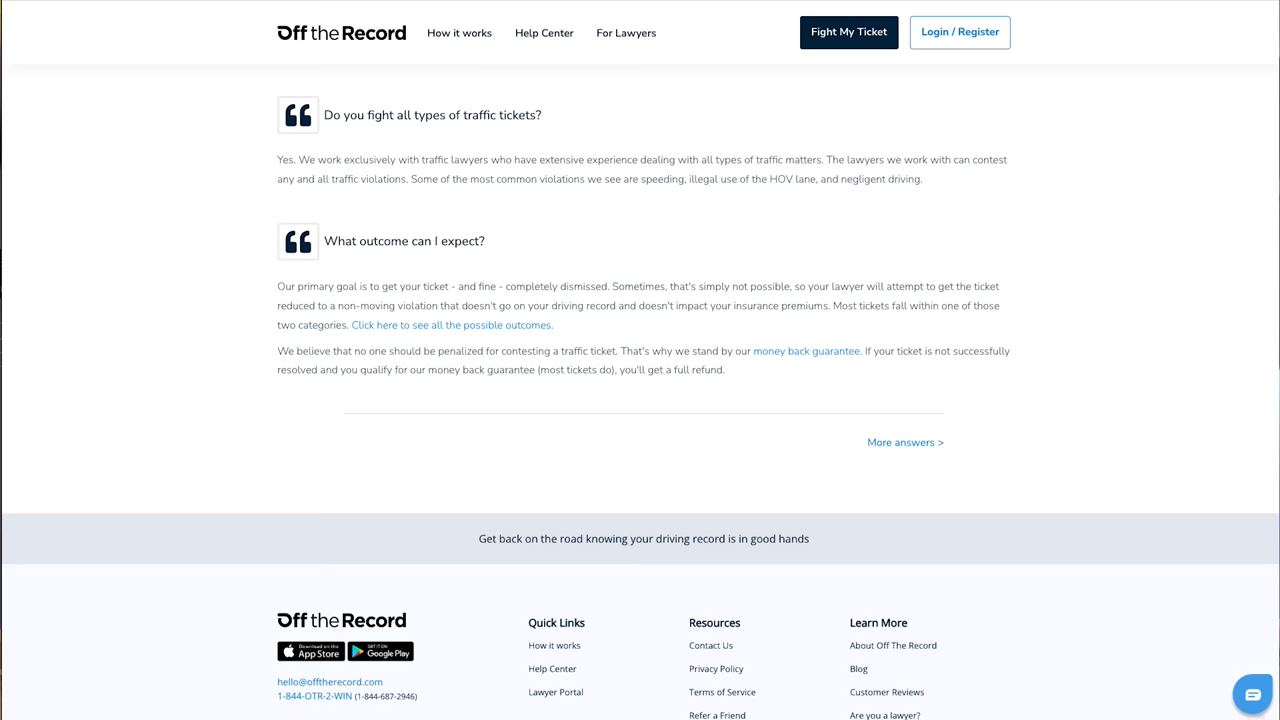 Off the Record
How it works
Help Center
For Lawyers
Fight My Ticket
Login / Register
Do you fight all types of traffic tickets?
Yes. We work exclusively with traffic lawyers who have extensive experience dealing with all types of traffic matters. The lawyers we work with can contest
any and all traffic violations. Some of the most common violations we see are speeding, illegal use of the HOV lane, and negligent driving.
What outcome can I expect?
Our primary goal is to get your ticket - and fine - completely dismissed. Sometimes, that's simply not possible, so your lawyer will attempt to get the ticket
reduced to a non-moving violation that doesn't go on your driving record and doesn't impact your insurance premiums. Most tickets fall within one of those
two categories. Click here to see all the possible outcomes.
We believe that no one should be penalized for contesting a traffic ticket. That's why we stand by our money back guarantee. If your ticket is not successfully
resolved and you qualify for our money back guarantee (most tickets do), you'll get a full refund.
More answers >
Get back on the road knowing your driving record is in good hands
Off the Record
Download on the
App Store
GET IT ON
Google Play
hello@offtherecord.com
1-844-OTR-2-WIN (1-844-687-2946)
Quick Links
How it works
Help Center
Lawyer Portal
Resources
Contact Us
Privacy Policy
Terms of Service
Refer a Friend
Learn More
About Off The Record
Blog
Customer Reviews
Are you a lawyer?